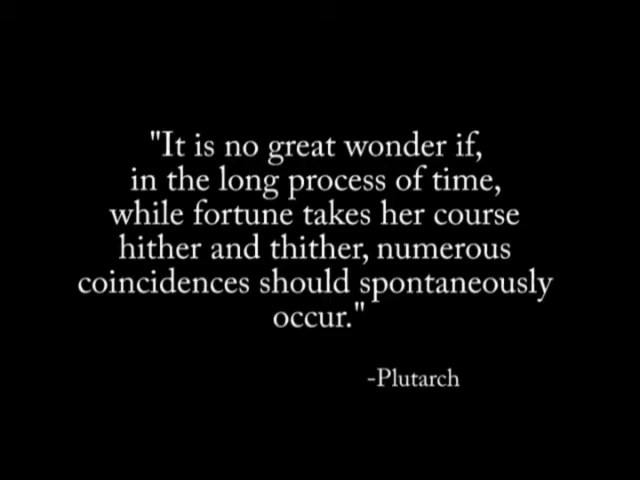 "It is no great wonder if,
in the long process of time,
while fortune takes her course
hither and thither, numerous
coincidences should spontaneously
occur."
-Plutarch